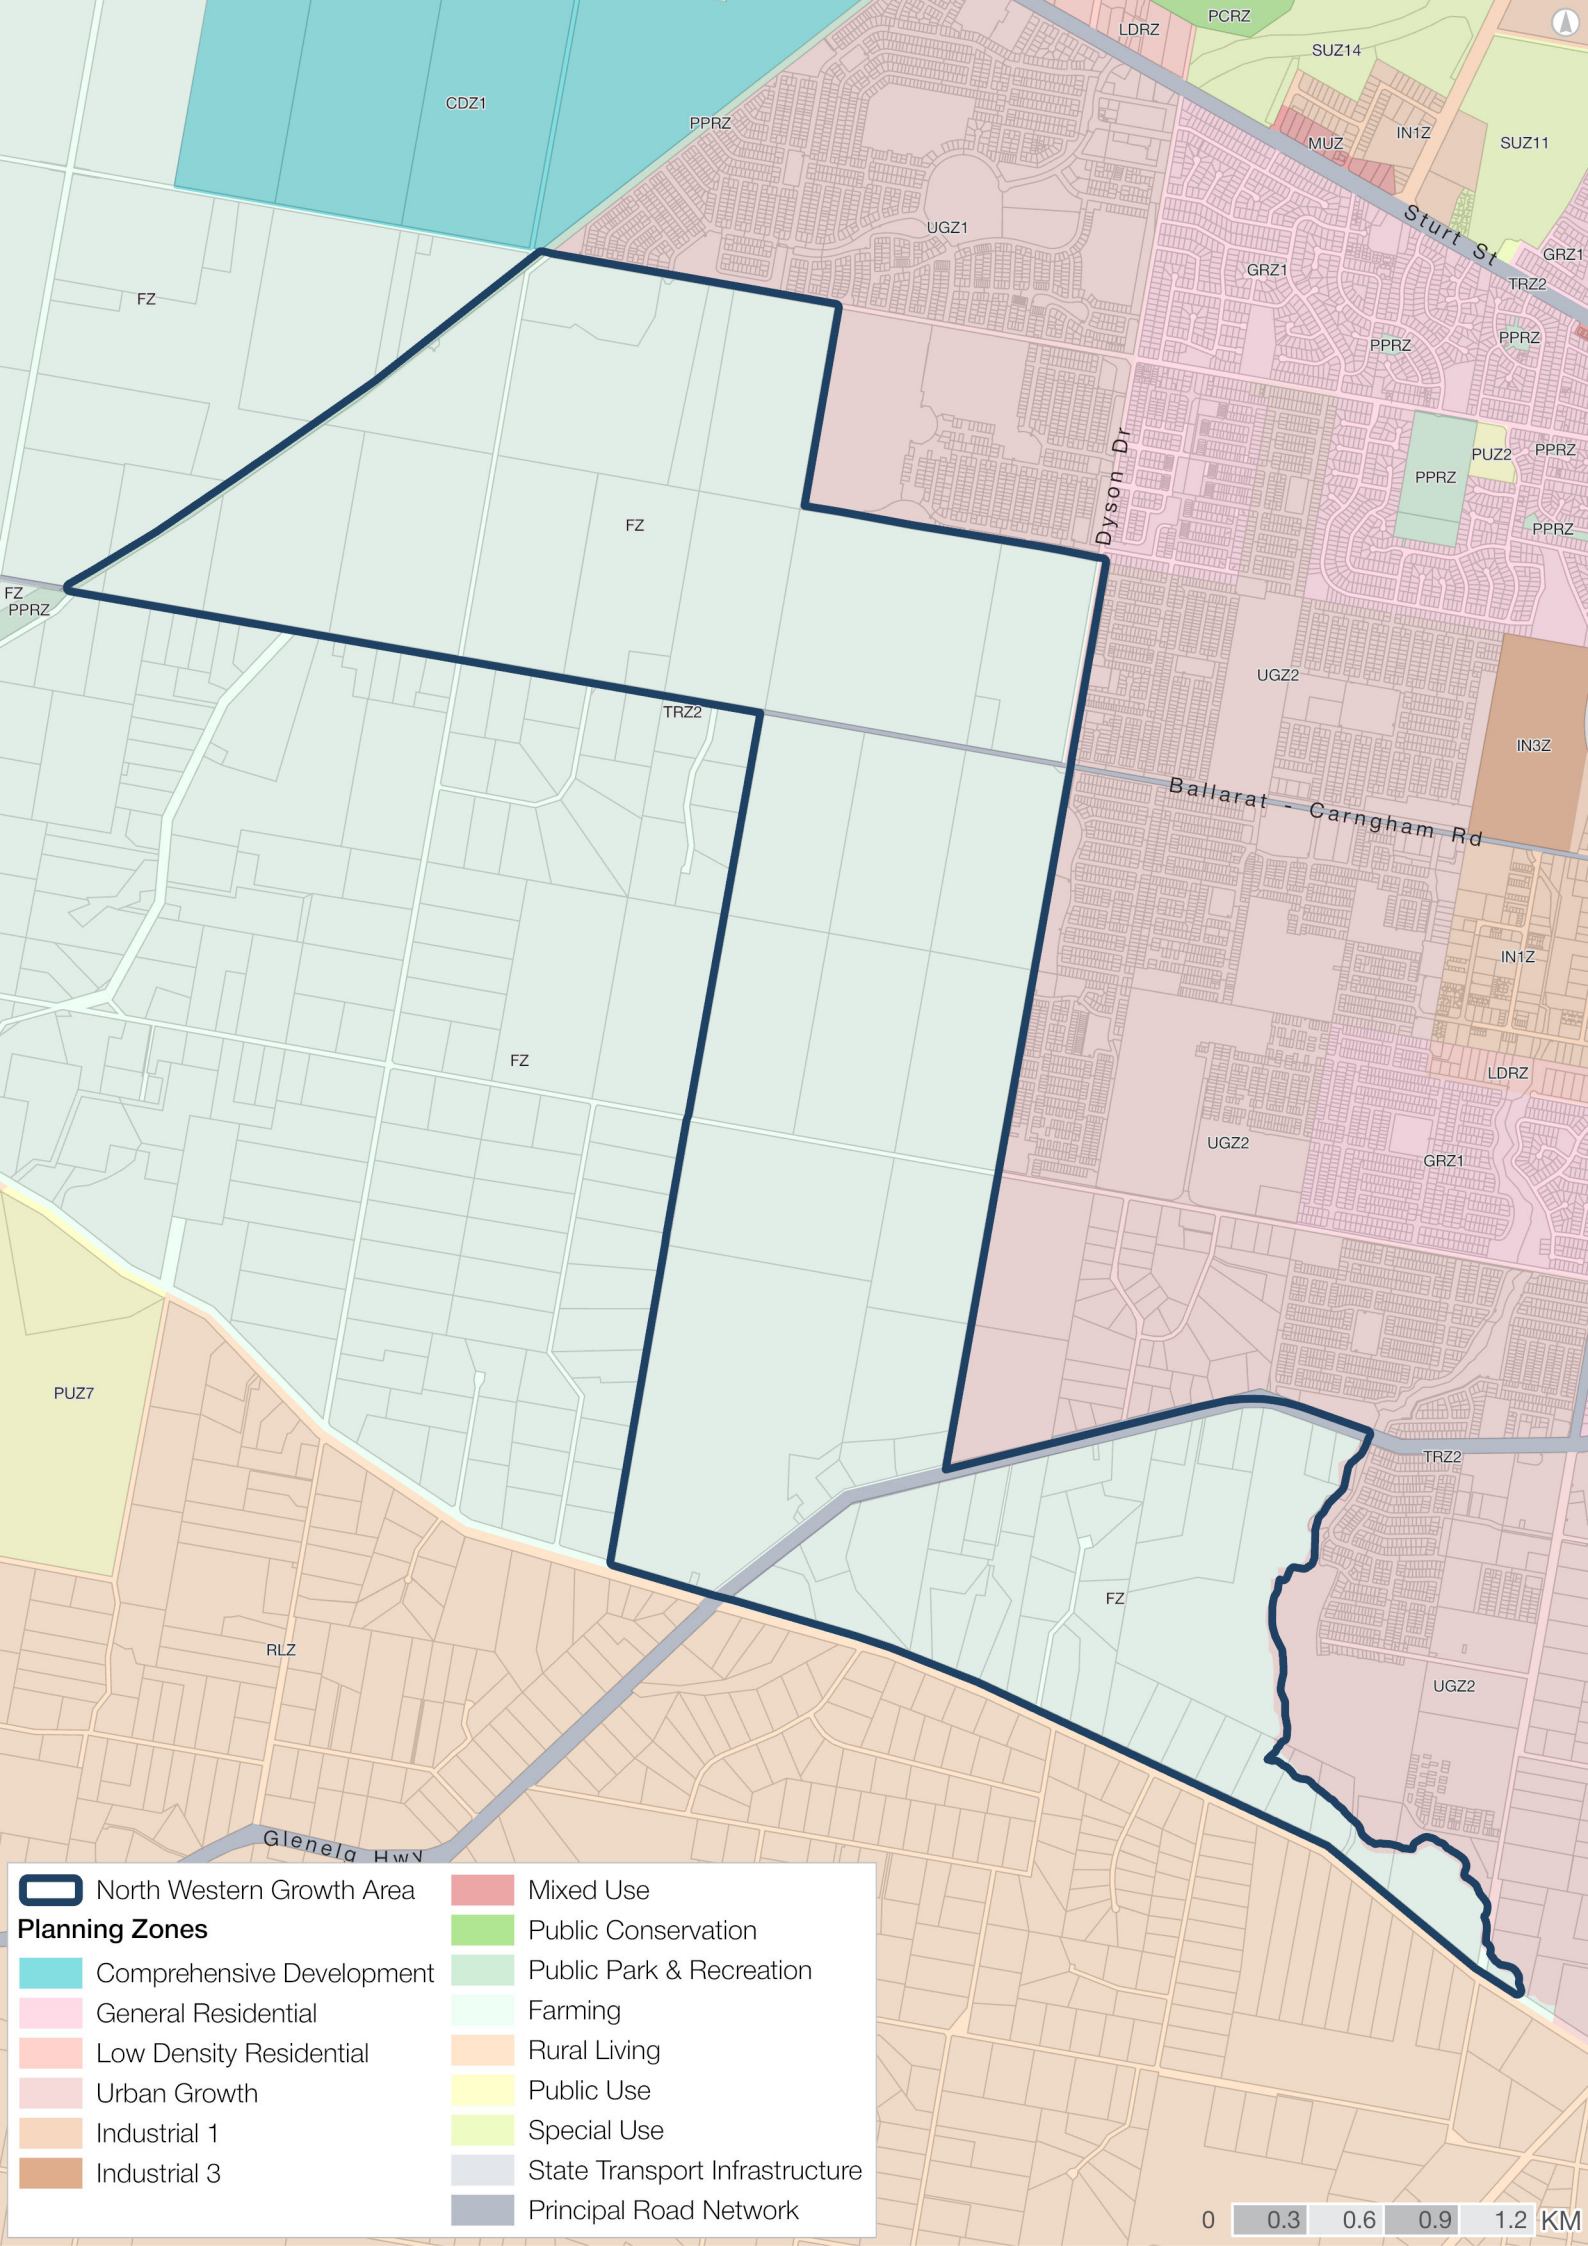 PCRZ
LDRZ
SUZ14
CDZ1
PPRZ
MUZ
IN1Z
SUZ11
Sturt St
UGZ1
GRZ1
GRZ1
TRZ2
FZ
PPRZ
PPRZ
PUZ2
PPRZ
PPRZ
Dyson Dr
FZ
PPRZ
FZ
PPRZ
UGZ2
TRZ2
IN3Z
Ballarat - Carngham Rd
IN1Z
FZ
LDRZ
UGZ2
GRZ1
PUZ7
TRZ2
FZ
RLZ
UGZ2
Glenelg Hwy
North Western Growth Area
Planning Zones
Comprehensive Development
General Residential
Low Density Residential
Urban Growth
Industrial 1
Industrial 3
Mixed Use
Public Conservation
Public Park & Recreation
Farming
Rural Living
Public Use
Special Use
State Transport Infrastructure
Principal Road Network
0 0.3 0.6 0.9 1.2 KM